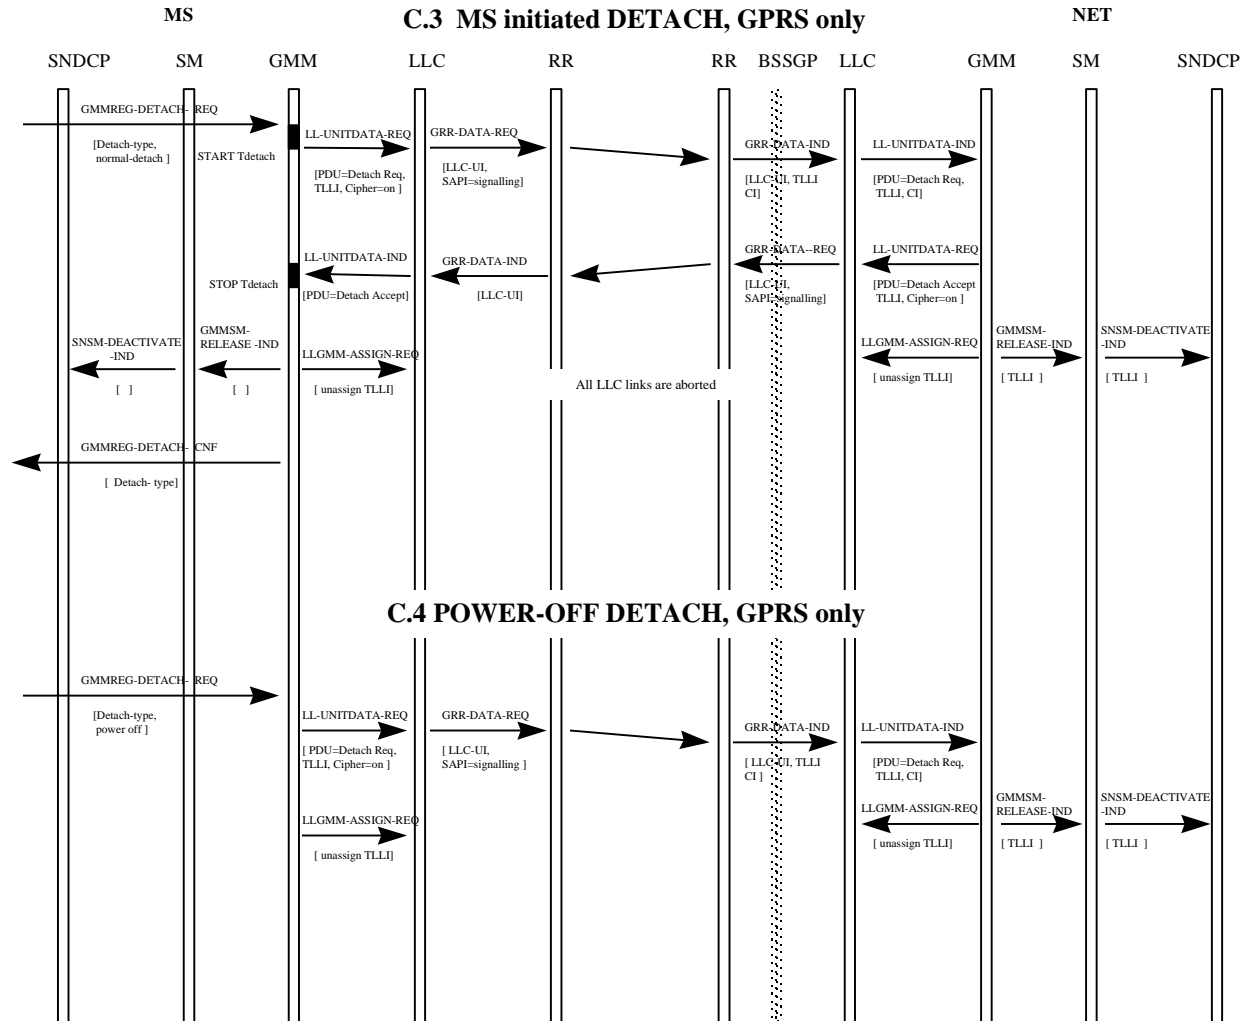 MS
C.3 MS initiated DETACH, GPRS only
NET
SNDCP SM GMM LLC RR RR BSSGP LLC GMM SM SNDCP
GMMREG-DETACH- REQ
[Detach-type,
normal-detach ]
START Tdetach
LL-UNITDATA-REQ
[PDU=Detach Req,
TLLI, Cipher=on ]
GRR-DATA-REQ
[LLC-UI,
SAPI=signalling]
GRR-DATA-IND
[LLC-UI, TLLI
CI]
LL-UNITDATA-IND
[PDU=Detach Req,
TLLI, CI]
STOP Tdetach
LL-UNITDATA-IND
[PDU=Detach Accept]
GRR-DATA-IND
[LLC-UI]
GRR-DATA--REQ
[LLC-UI,
SAPI=signalling]
LL-UNITDATA-REQ
[PDU=Detach Accept
TLLI, Cipher=on ]
SNSM-DEACTIVATE
-IND
[ ]
GMMSM-
RELEASE -IND
[ ]
LLGMM-ASSIGN-REQ
[ unassign TLLI]
All LLC links are aborted
LLGMM-ASSIGN-REQ
[ unassign TLLI]
GMMSM-
RELEASE-IND
[ TLLI ]
SNSM-DEACTIVATE
-IND
[ TLLI ]
GMMREG-DETACH- CNF
[ Detach- type]
C.4 POWER-OFF DETACH, GPRS only
GMMREG-DETACH- REQ
[Detach-type,
power off ]
LL-UNITDATA-REQ
[ PDU=Detach Req,
TLLI, Cipher=on ]
GRR-DATA-REQ
[ LLC-UI,
SAPI=signalling ]
GRR-DATA-IND
[ LLC-UI, TLLI
CI ]
LL-UNITDATA-IND
[PDU=Detach Req,
TLLI, CI]
LLGMM-ASSIGN-REQ
[ unassign TLLI]
LLGMM-ASSIGN-REQ
[ unassign TLLI]
GMMSM-
RELEASE-IND
[ TLLI ]
SNSM-DEACTIVATE
-IND
[ TLLI ]